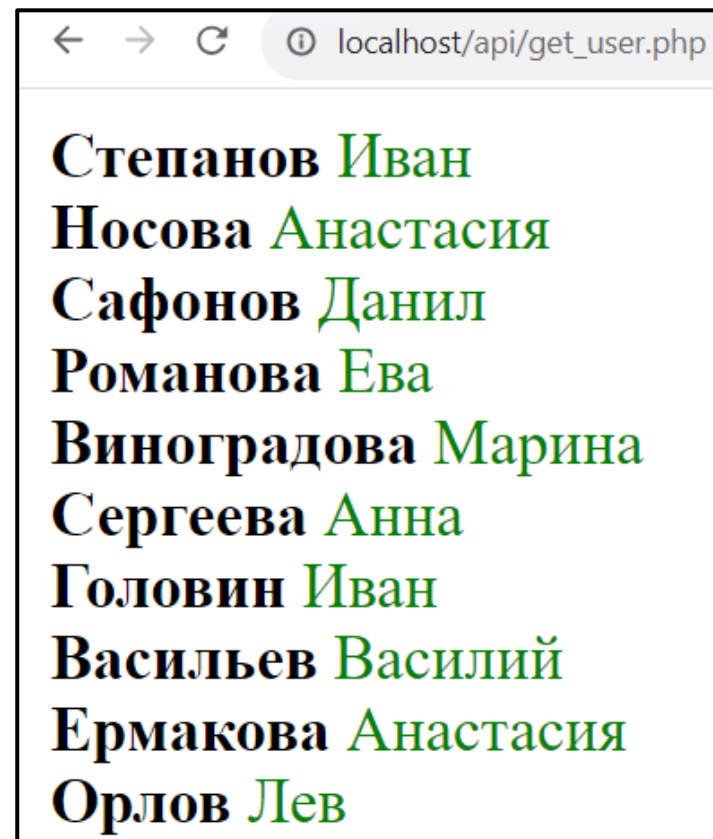 localhost/api/get_user.php
Степанов Иван
Носова Анастасия
Сафонов Данил
Романова Ева
Виноградова Марина
Сергеева Анна
Головин Иван
Васильев Василий
Ермакова Анастасия
Орлов Лев